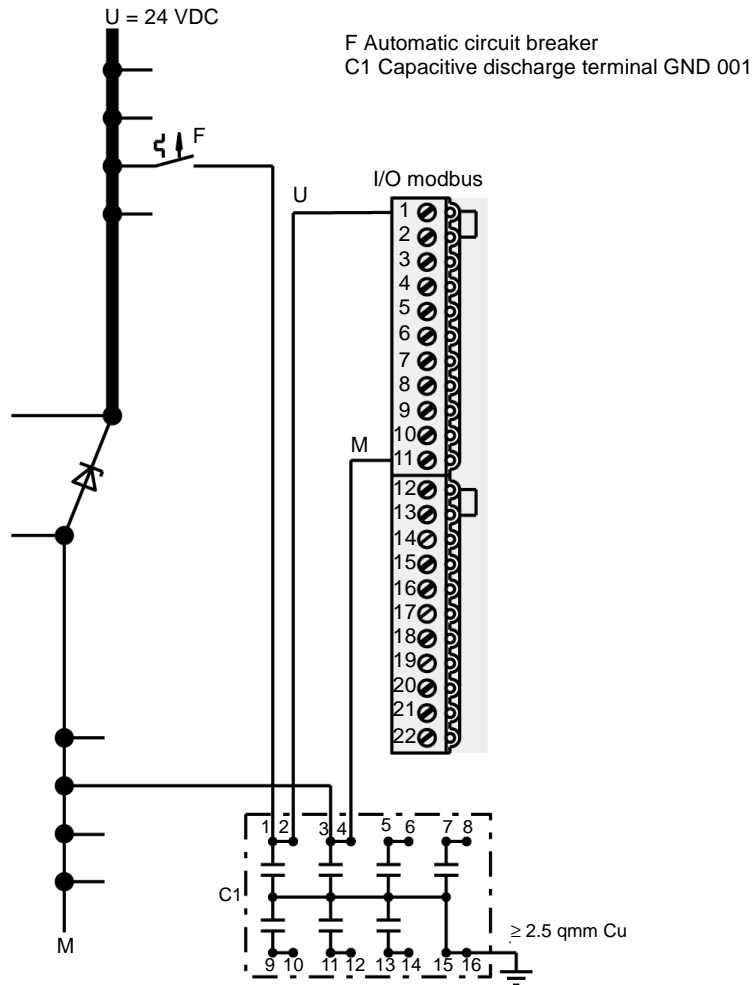 U = 24 VDC
F Automatic circuit breaker
C1 Capacitive discharge terminal GND 001
F
I/O modbus
U
1
2
3
4
5
6
7
8
9
10
M
11
12
13
14
15
16
17
18
19
20
21
22
1 2 3 4 5 6 7 8
C1
≥ 2.5 qmm Cu
M
9 10 11 12 13 14 15 16